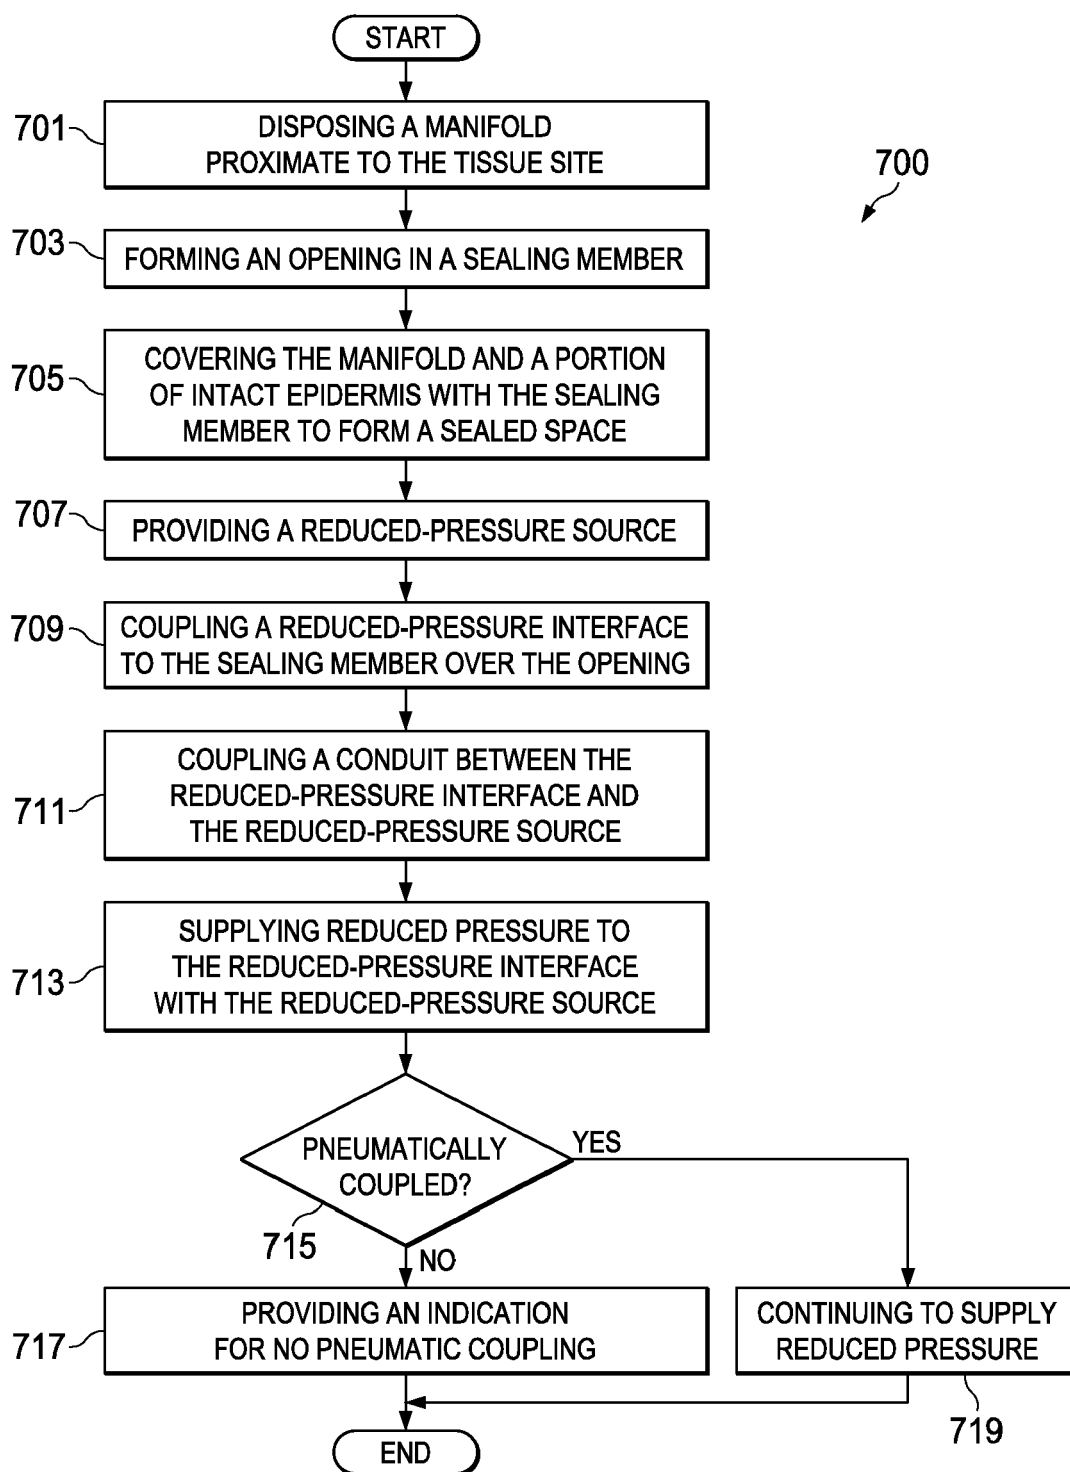 START
701
DISPOSING A MANIFOLD
PROXIMATE TO THE TISSUE SITE
700
703
FORMING AN OPENING IN A SEALING MEMBER
705
COVERING THE MANIFOLD AND A PORTION
OF INTACT EPIDERMIS WITH THE SEALING
MEMBER TO FORM A SEALED SPACE
707
PROVIDING A REDUCED-PRESSURE SOURCE
709
COUPLING A REDUCED-PRESSURE INTERFACE
TO THE SEALING MEMBER OVER THE OPENING
711
COUPLING A CONDUIT BETWEEN THE
REDUCED-PRESSURE INTERFACE AND
THE REDUCED-PRESSURE SOURCE
713
SUPPLYING REDUCED PRESSURE TO
THE REDUCED-PRESSURE INTERFACE
WITH THE REDUCED-PRESSURE SOURCE
PNEUMATICALLY
COUPLED?
YES
715
NO
717
PROVIDING AN INDICATION
FOR NO PNEUMATIC COUPLING
CONTINUING TO SUPPLY
REDUCED PRESSURE
719
END